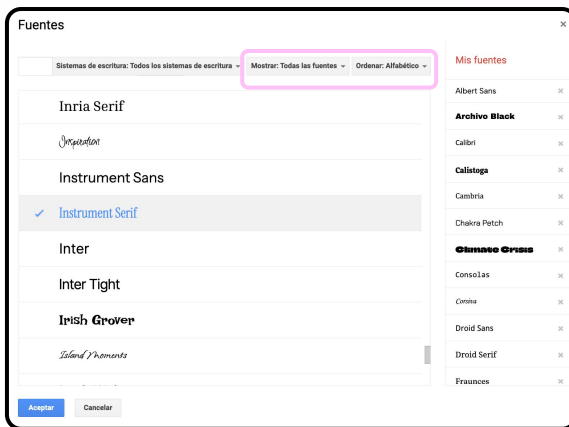 Fuentes
Sistemas de escritura: Todos los sistemas de escritura
Mostrar: Todas las fuentes
Ordenar: Alfabético
Inria Serif
Inspiration
Instrument Sans
Instrument Serif
Inter
Inter Tight
Irish Grover
Island Moments
Aceptar
Cancelar
Mis fuentes
Albert Sans
Archivo Black
Calibri
Calistoga
Cambria
Chakra Petch
Climate Crisis
Consolas
Corsiva
Droid Sans
Droid Serif
Fraunces